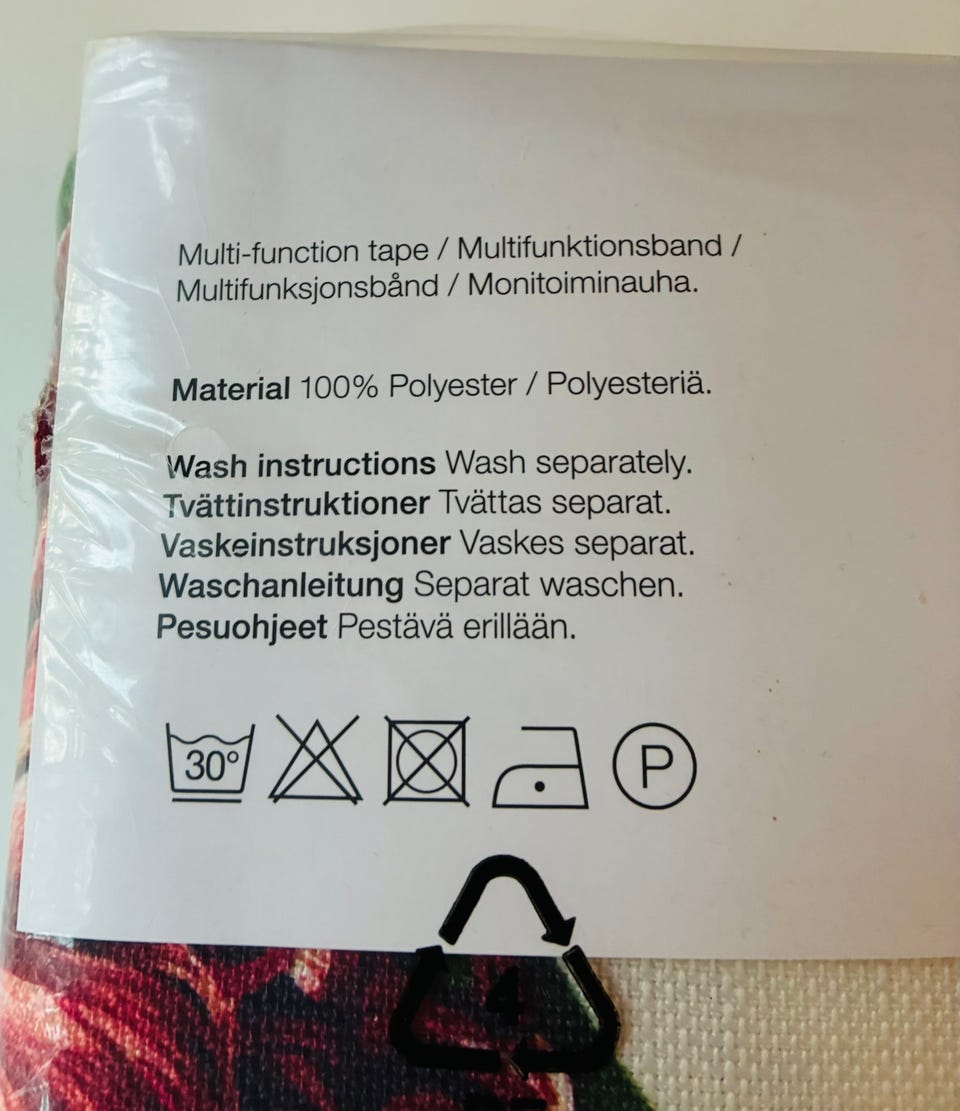 Multi-function tape / Multifunktionsband /
Multifunksjonsbånd / Monitoiminauha.
Material 100% Polyester / Polyesteriä.
Wash instructions Wash separately.
Tvättinstruktioner Tvättas separat.
Vaskeinstruksjoner Vaskes separat.
Waschanleitung Separat waschen.
Pesuohjeet Pestävä erillään.
30° P
4